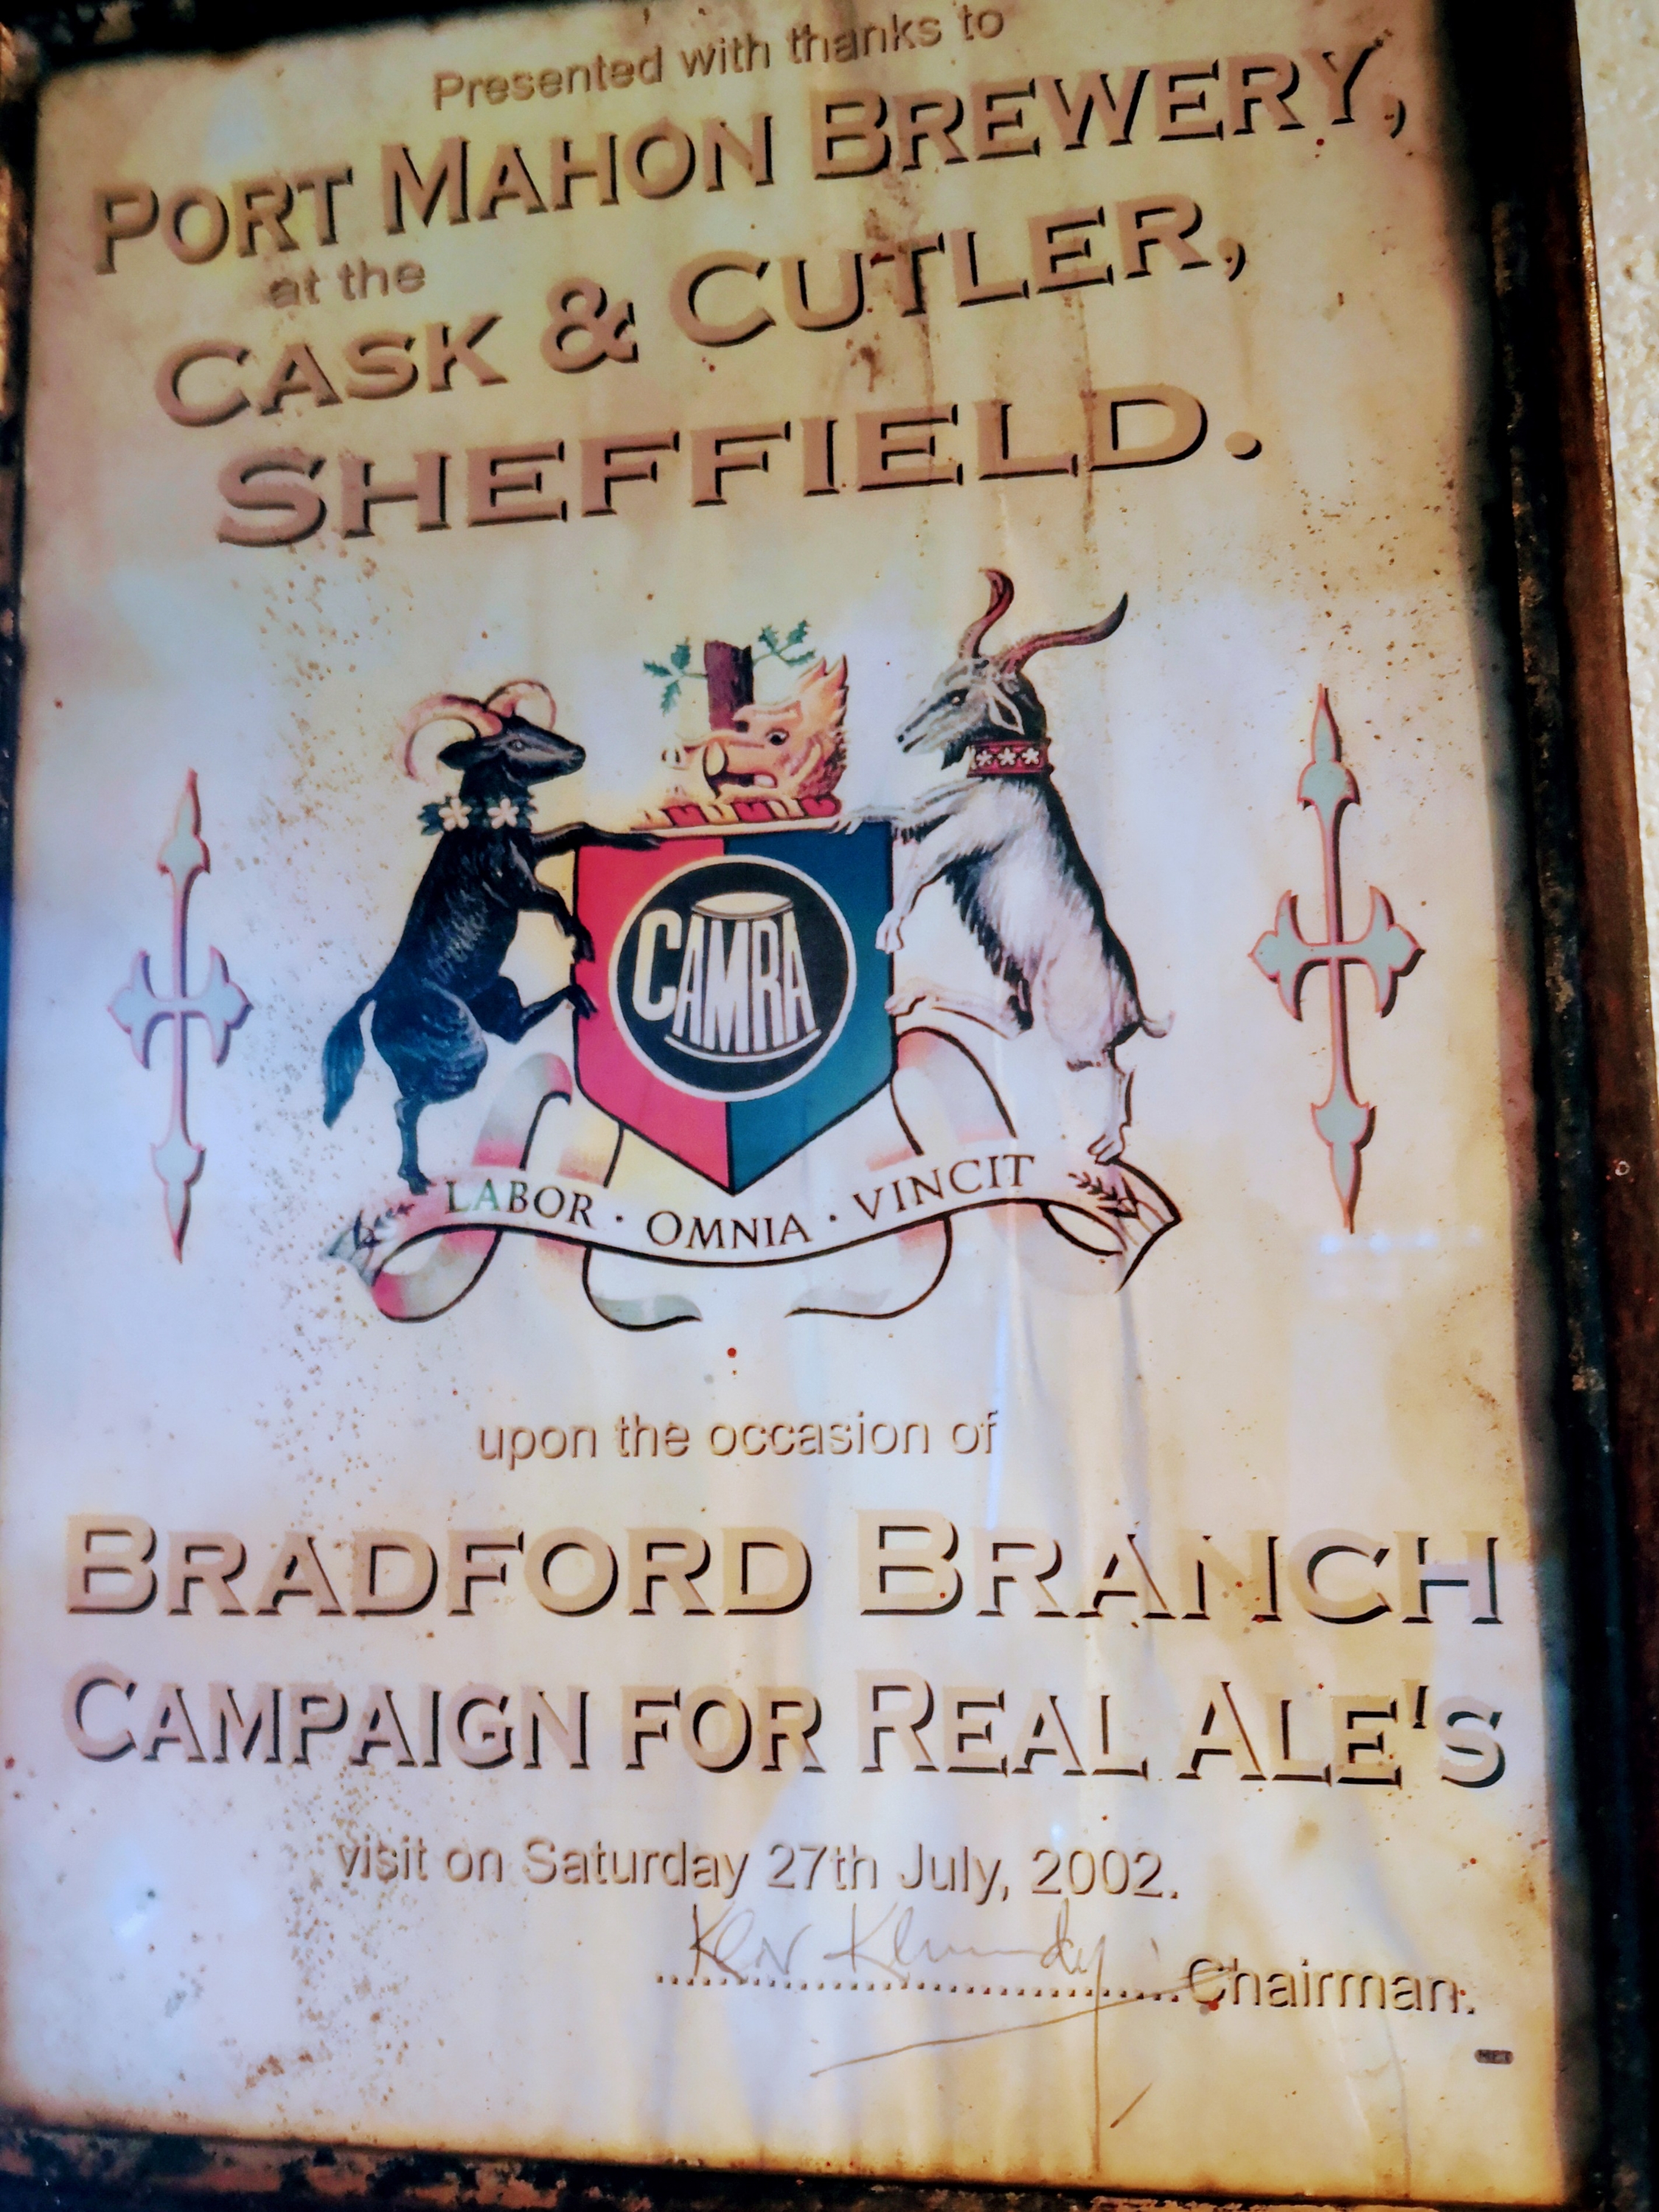 Presented with thanks to
PORT MAHON BREWERY,
at the
CASK & CUTLER,
SHEFFIELD.
CAMRA
LABOR · OMNIA · VINCIT
upon the occasion of
BRADFORD BRANCH
CAMPAIGN FOR REAL ALE'S
visit on Saturday 27th July, 2002.
Ken ..............................Chairman.